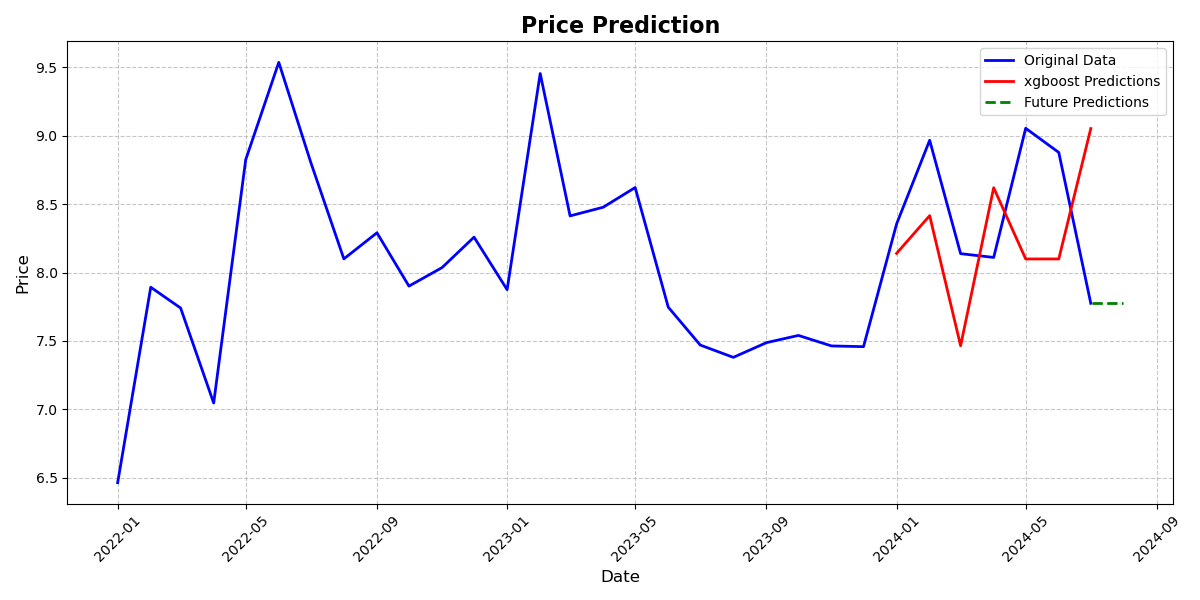 Price Prediction
Original Data
xgboost Predictions
Future Predictions
Price
9.5
9.0
8.5
8.0
7.5
7.0
6.5
2022-01
2022-05
2022-09
2023-01
2023-05
2023-09
2024-01
2024-05
2024-09
Date